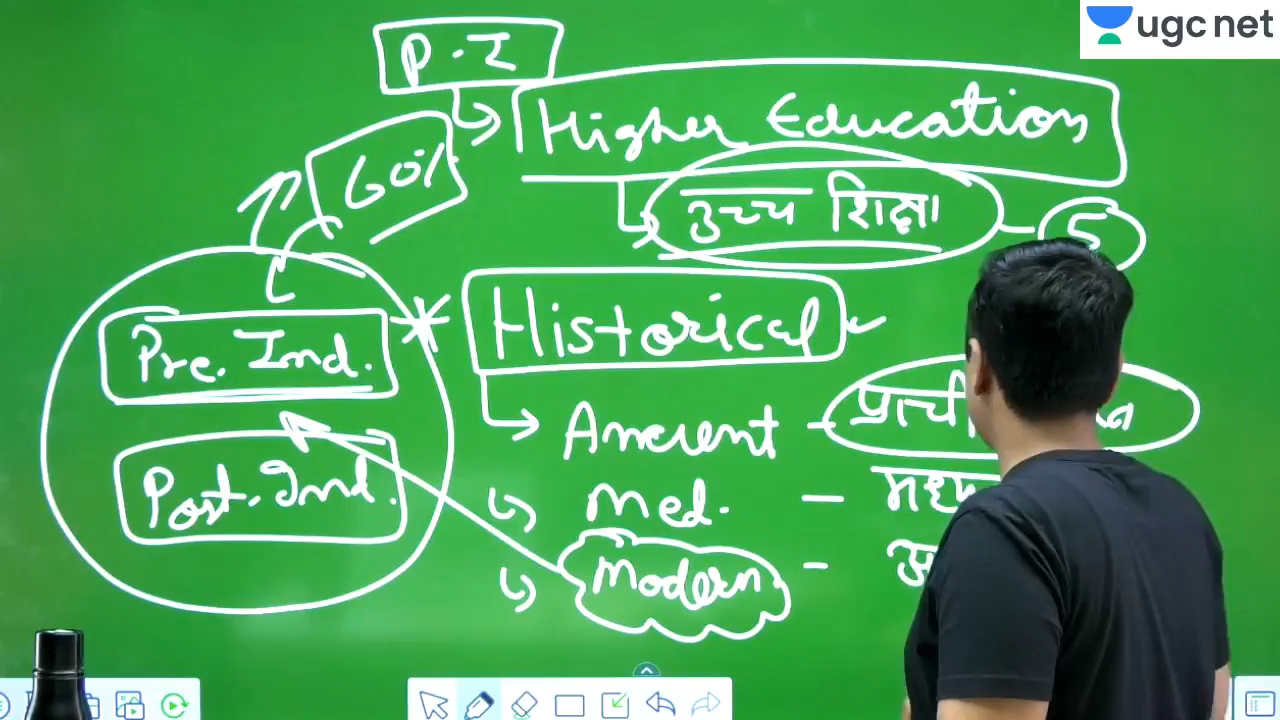 ugc net
P.I
60%
Higher Education
उच्च शिक्षा - 5
Historical
Pre. Ind.
Ancient -
Post. Ind.
Med. -
Modern -